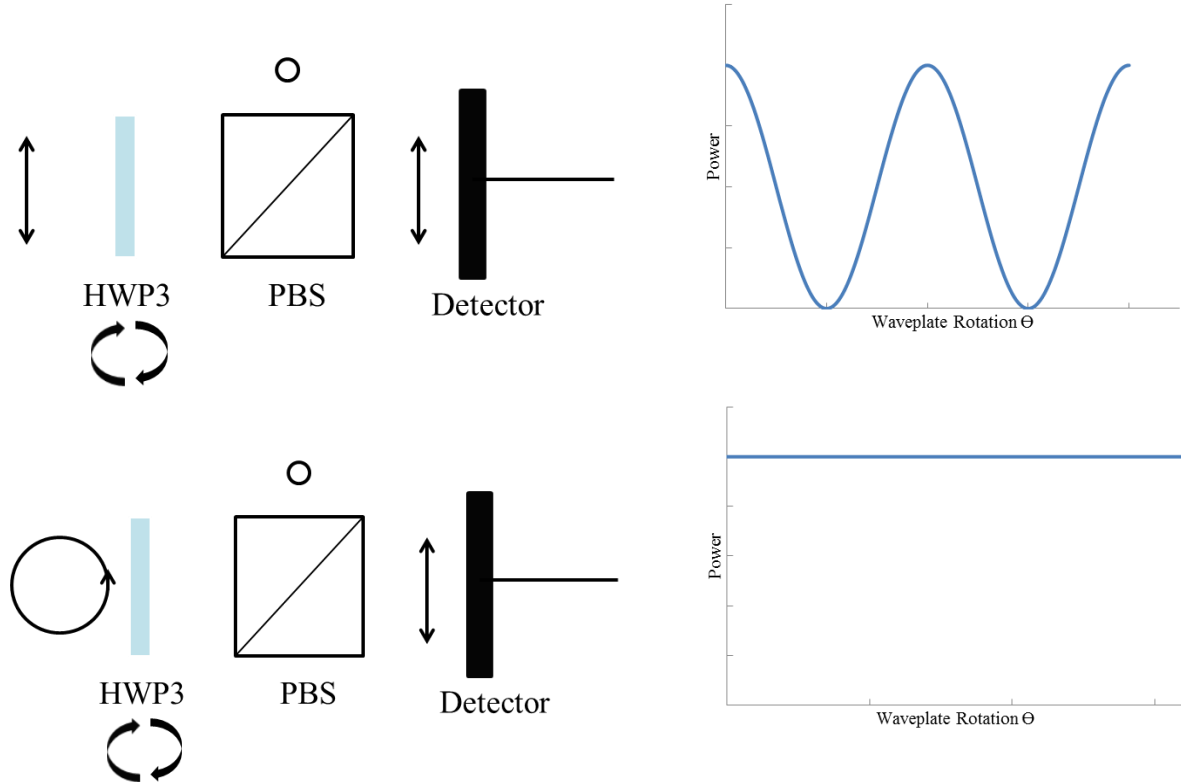 HWP3
PBS
Detector
Power
Waveplate Rotation ϴ
HWP3
PBS
Detector
Power
Waveplate Rotation ϴ